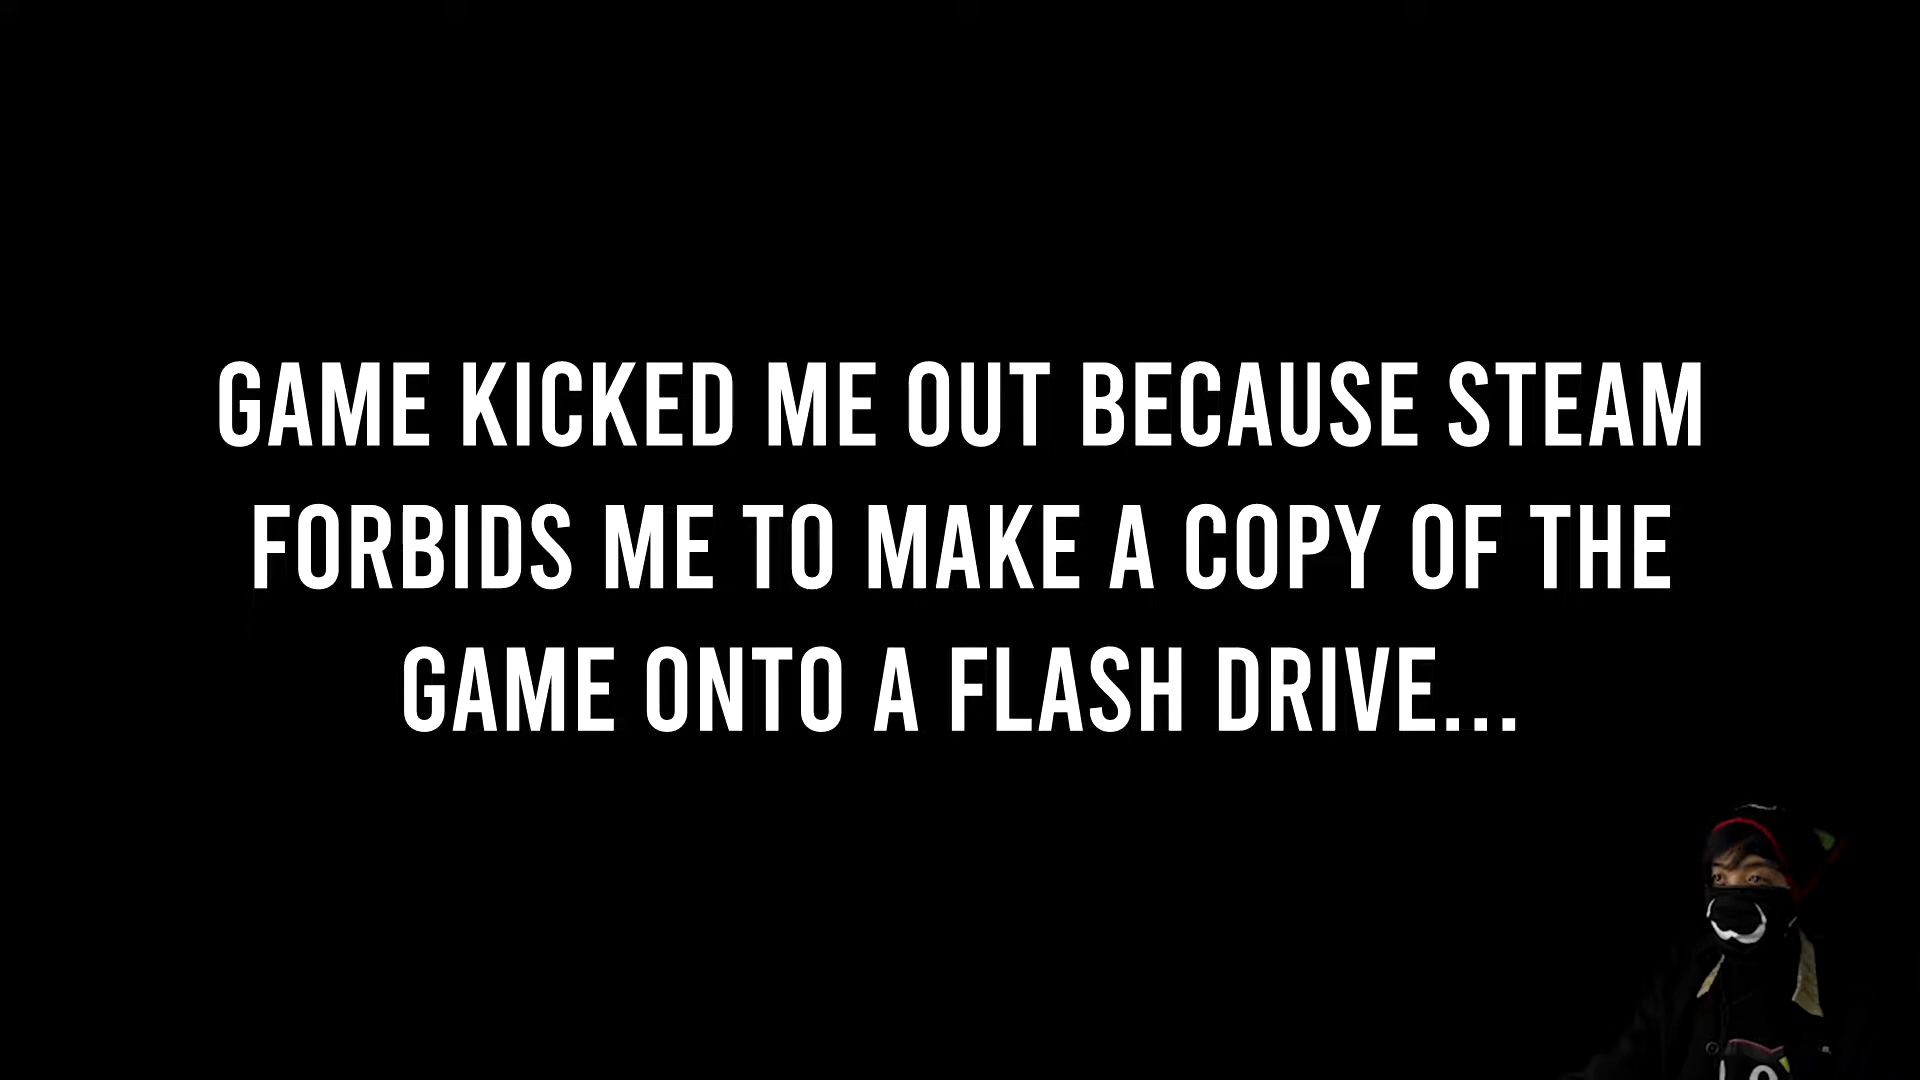 GAME KICKED ME OUT BECAUSE STEAM
FORBIDS ME TO MAKE A COPY OF THE
GAME ONTO A FLASH DRIVE...